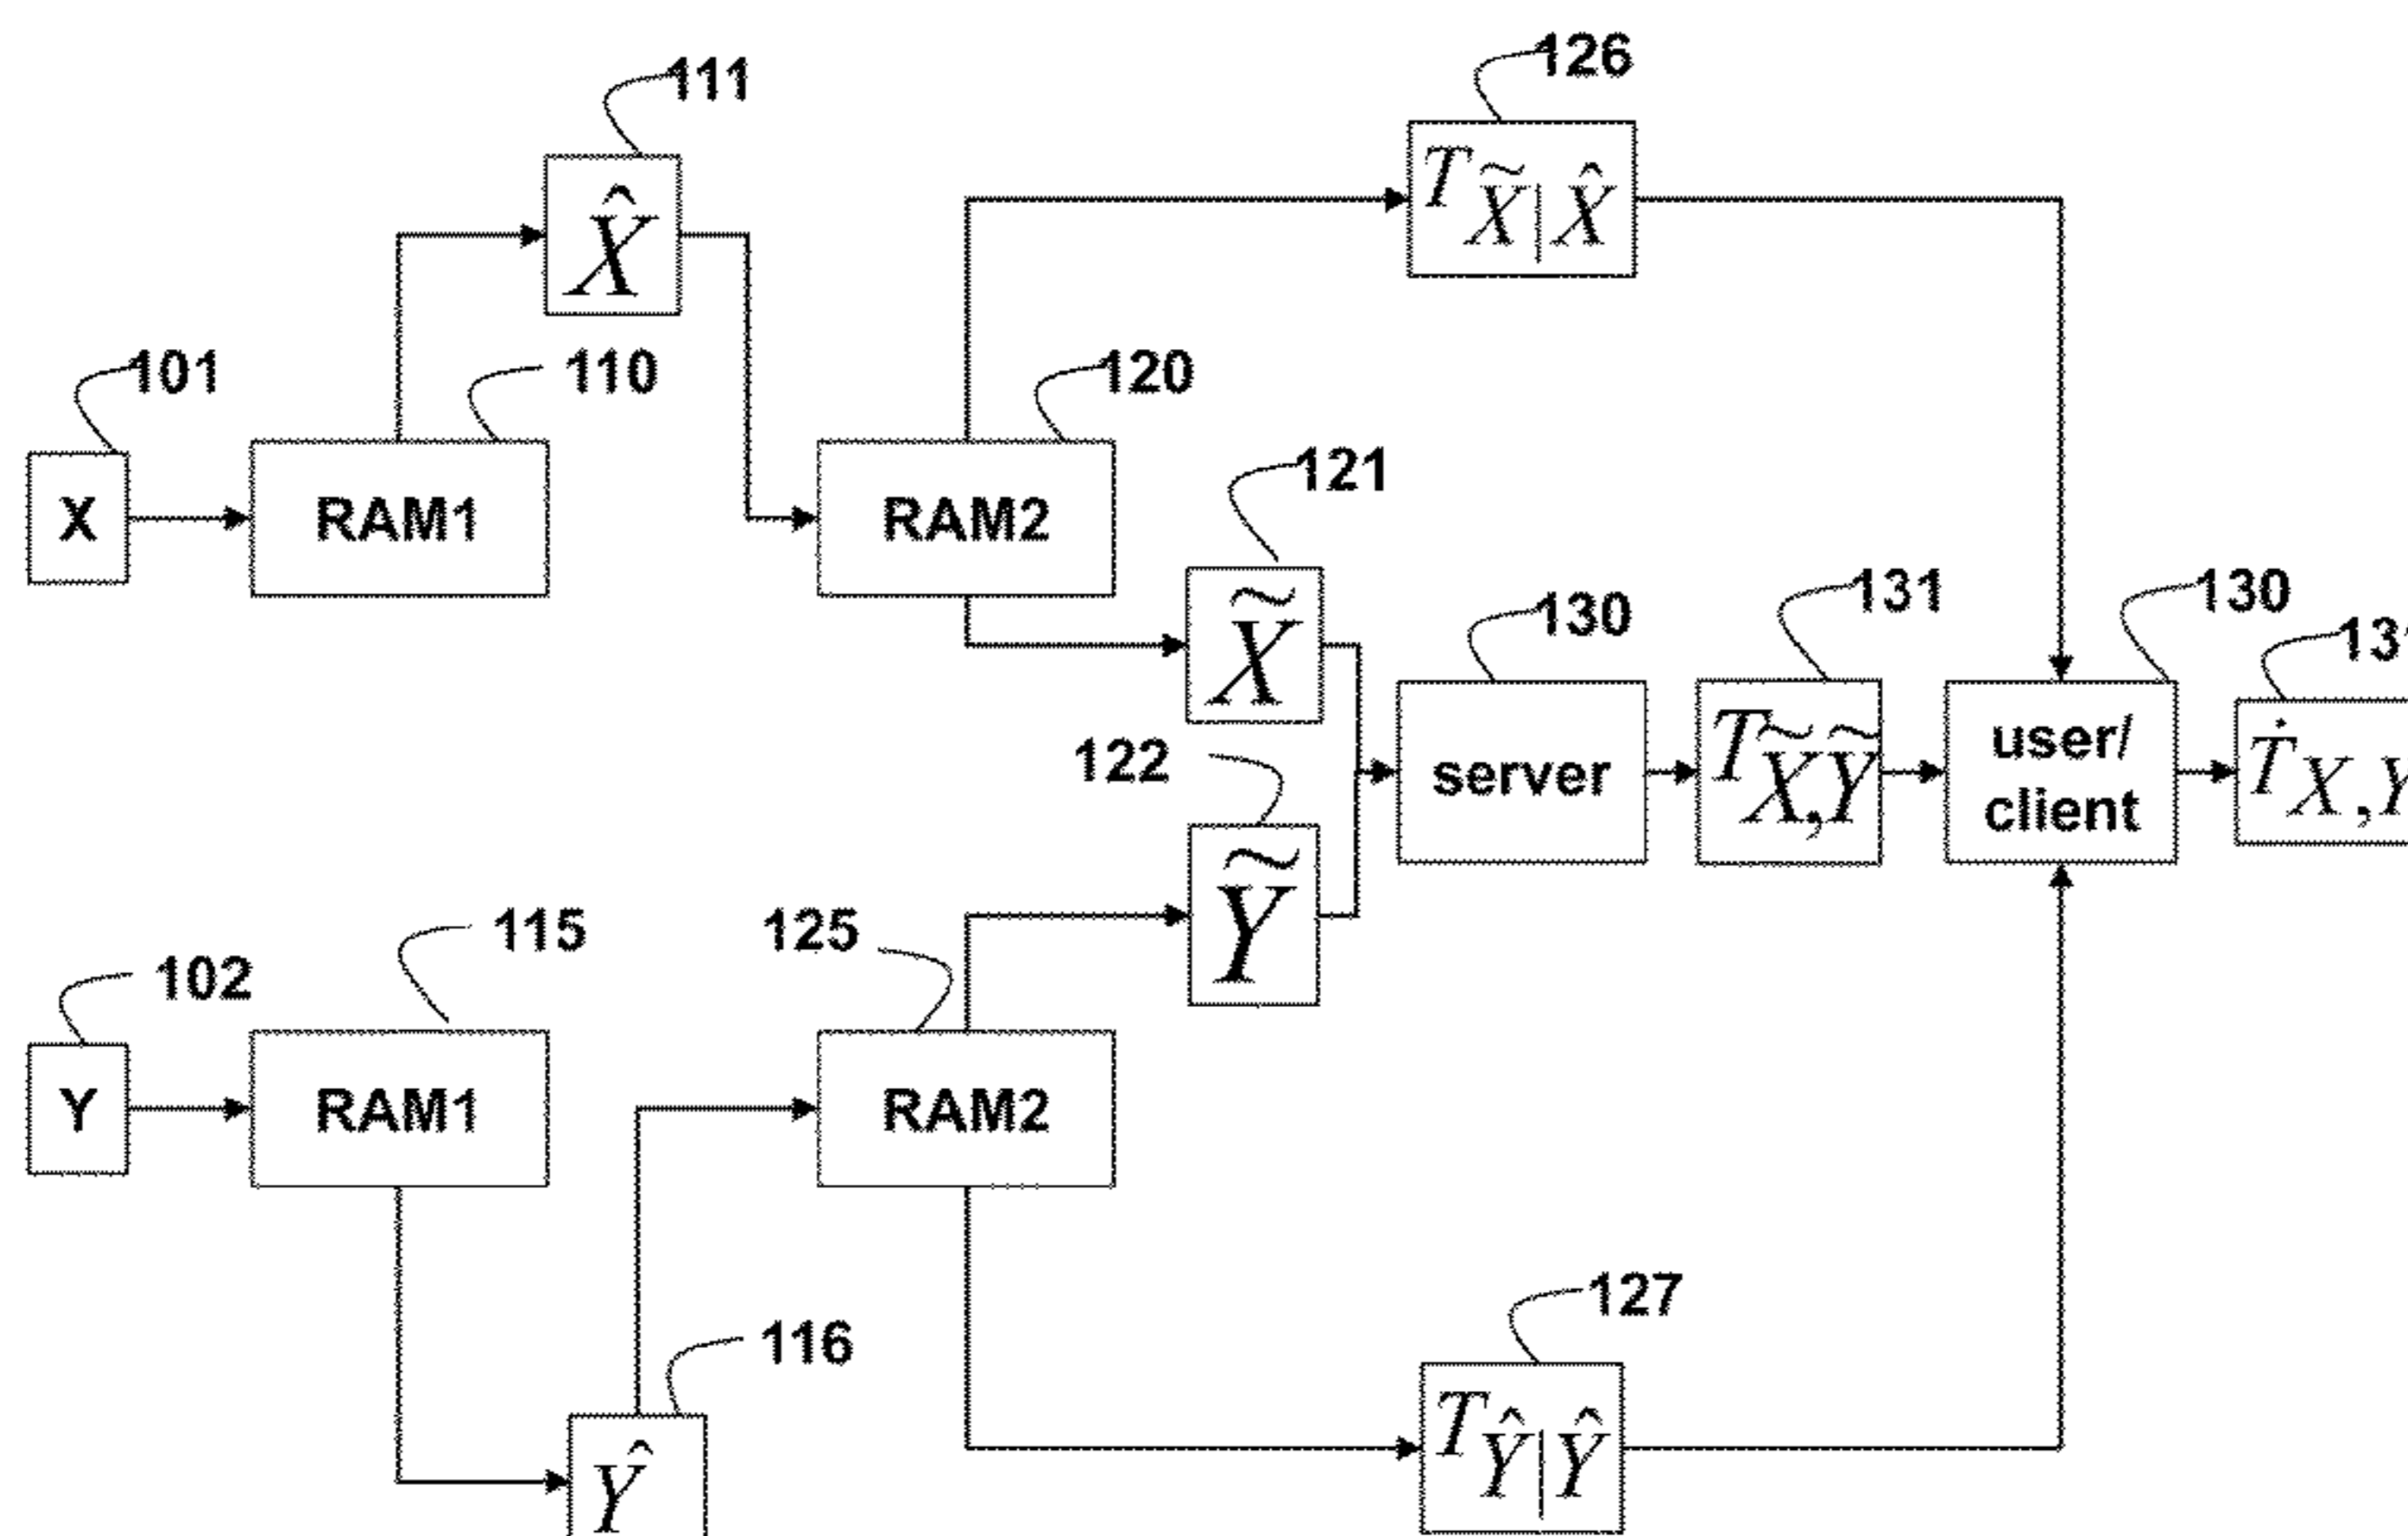 126
111
T X̃|X̂
X̂
101
110
120
121
X
RAM1
RAM2
X̃
130
131
130
122
server
T X̃,Ỹ
user/
client
Ṫ X,Y
Ỹ
115
125
102
Y
RAM1
RAM2
127
116
T Ŷ|Ŷ
Ŷ